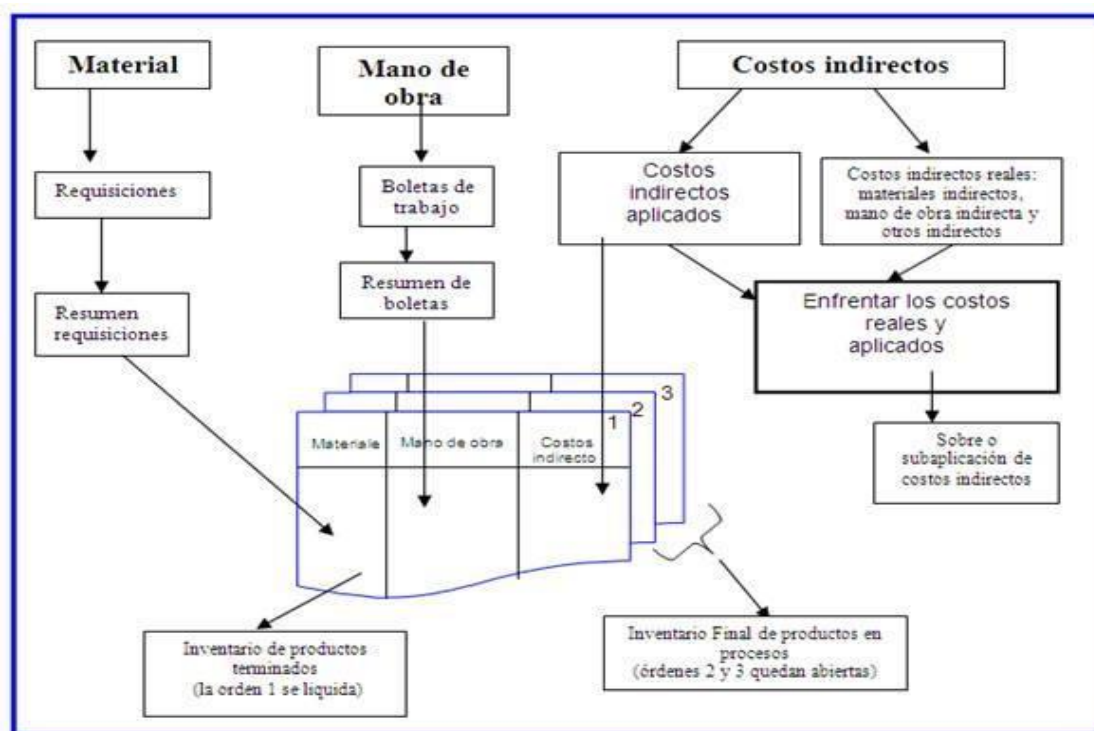 Material
Mano de
obra
Costos indirectos
Requisiciones
Boletas de
trabajo
Costos
indirectos
aplicados
Costos indirectos reales:
materiales indirectos,
mano de obra indirecta y
otros indirectos
Resumen
requisiciones
Resumen de
boletas
Enfrentar los costos
reales y
aplicados
3
2
1
Materiale
Mano de obra
Costos
indirecto
Sobre o
subaplicación de
costos indirectos
Inventario de productos
terminados
(la orden 1 se liquida)
Inventario Final de productos en
procesos
(órdenes 2 y 3 quedan abiertas)